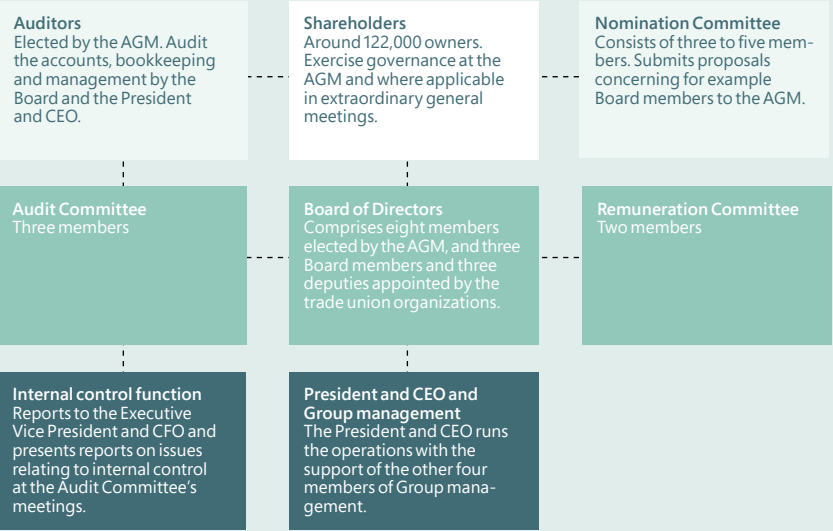 Auditors
Elected by the AGM. Audit
the accounts, bookkeeping
and management by the
Board and the President
and CEO.
Shareholders
Around 122,000 owners.
Exercise governance at the
AGM and where applicable
in extraordinary general
meetings.
Nomination Committee
Consists of three to five mem-
bers. Submits proposals
concerning for example
Board members to the AGM.
Audit Committee
Three members
Board of Directors
Comprises eight members
elected by the AGM, and three
Board members and three
deputies appointed by the
trade union organizations.
Remuneration Committee
Two members
Internal control function
Reports to the Executive
Vice President and CFO and
presents reports on issues
relating to internal control
at the Audit Committee’s
meetings.
President and CEO and
Group management
The President and CEO runs
the operations with the
support of the other four
members of Group mana-
gement.